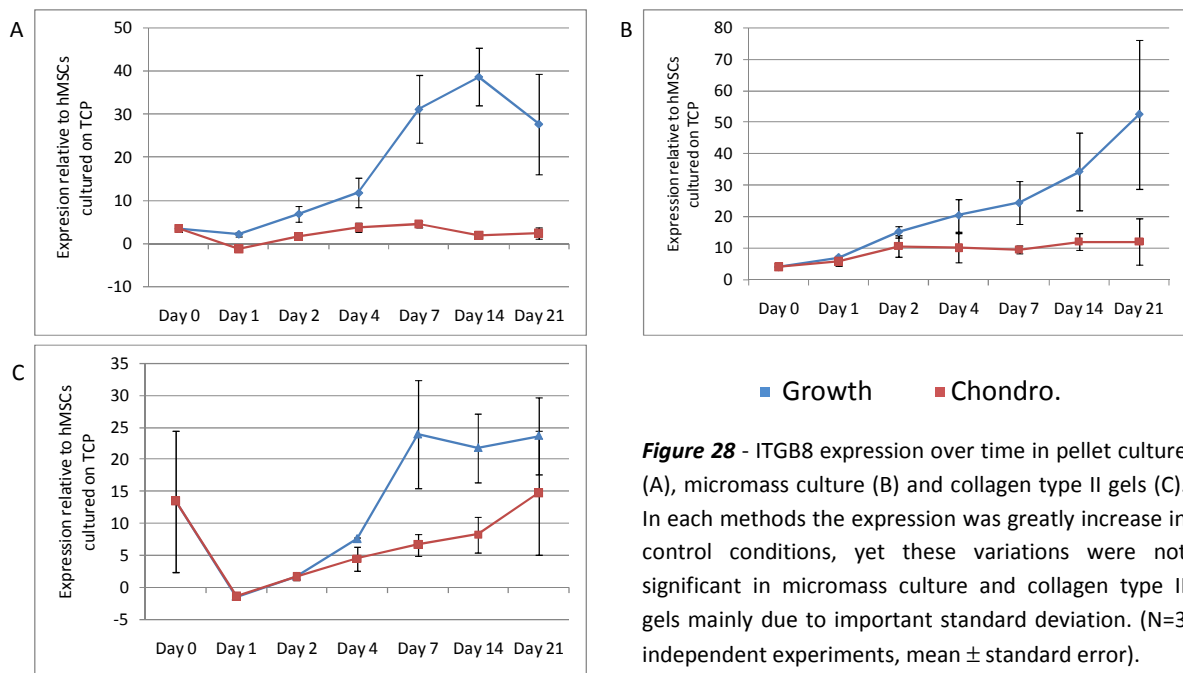 A
Expresion relative to hMSCs
cultured on TCP
50
40
30
20
10
0
-10
Day 0 Day 1 Day 2 Day 4 Day 7 Day 14 Day 21
B
Expression relative to hMSCs
cultured on TCP
80
70
60
50
40
30
20
10
0
Day 0 Day 1 Day 2 Day 4 Day 7 Day 14 Day 21
C
Expression relative to hMSCs
cultured on TCP
35
30
25
20
15
10
5
0
-5
Day 0 Day 1 Day 2 Day 4 Day 7 Day 14 Day 21
Growth Chondro.
Figure 28 - ITGB8 expression over time in pellet culture
(A), micromass culture (B) and collagen type II gels (C).
In each methods the expression was greatly increase in
control conditions, yet these variations were not
significant in micromass culture and collagen type II
gels mainly due to important standard deviation. (N=3
independent experiments, mean ± standard error).